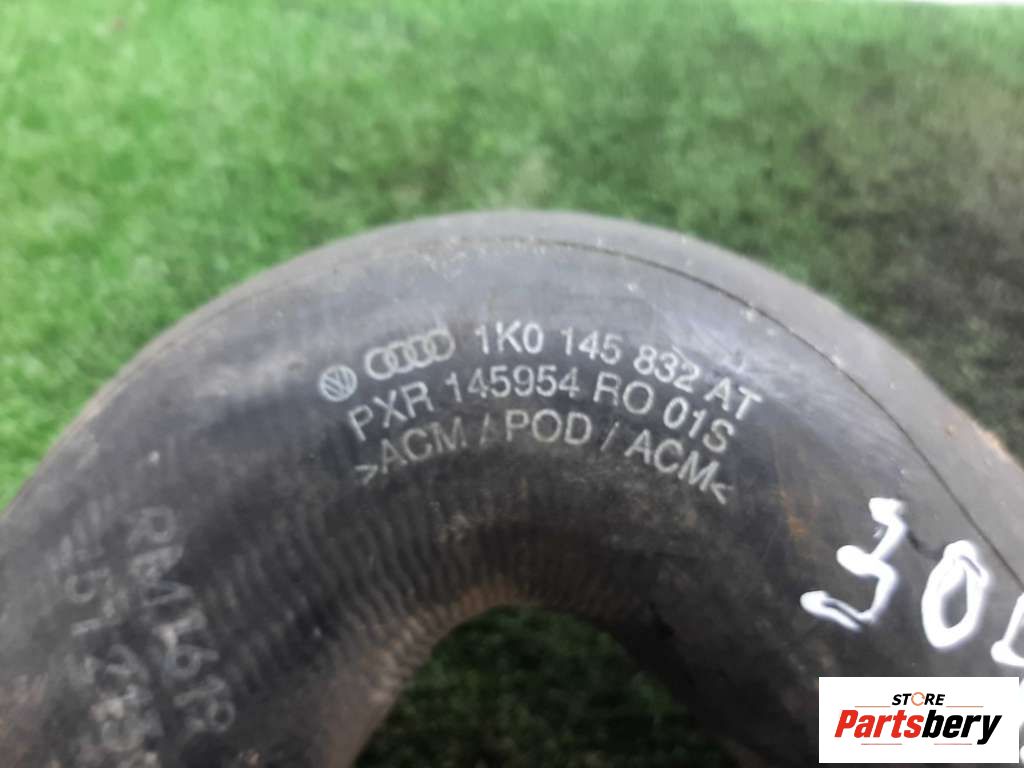 1K0 145 832 AT
PXR 145954 RO 01S
>ACM / POD / ACM<
STORE
Partsbery